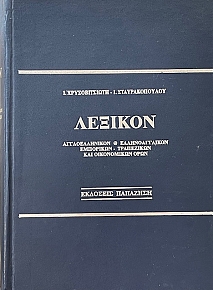 Ι. ΧΡΥΣΟΒΙΤΣΙΩΤΗ - Ι. ΣΤΑΥΡΑΚΟΠΟΥΛΟΥ
ΛΕΞΙΚΟΝ
ΑΓΓΛΟΕΛΛΗΝΙΚΟΝ & ΕΛΛΗΝΟΑΓΓΛΙΚΟΝ
ΕΜΠΟΡΙΚΩΝ - ΤΡΑΠΕΖΙΚΩΝ
ΚΑΙ ΟΙΚΟΝΟΜΙΚΩΝ ΟΡΩΝ
ΕΚΔΟΣΕΙΣ ΠΑΠΑΖΗΣΗ